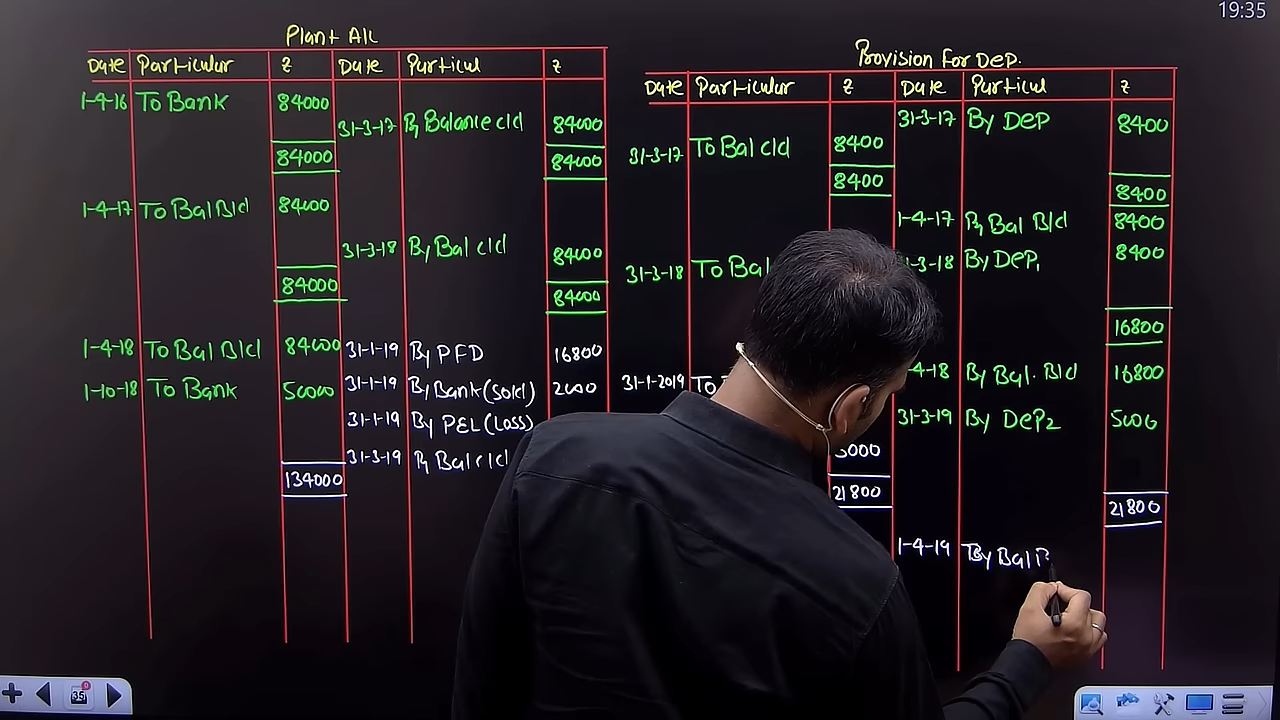 19:35
Plant A/c
Date Particular ₹ Date Particul ₹
1-4-16 To Bank 84000
31-3-17 By Balance c/d 84000
84000 84000
1-4-17 To Bal B/d 84000
31-3-18 By Bal c/d 84000
84000 84000
1-4-18 To Bal B/d 84000 31-1-19 By PFD 16800
1-10-18 To Bank 50000 31-1-19 By Bank (Sold) 2000
31-1-19 By P&L (Loss)
31-3-19 By Bal c/d
134000
Provision For Dep.
Date Particular ₹ Date Particul ₹
31-3-17 By Dep 8400
31-3-17 To Bal c/d 8400
8400 8400
1-4-17 By Bal B/d 8400
31-3-18 To Bal -3-18 By Dep1 8400
16800
-4-18 By Bal. B/d 16800
31-1-2019 To 31-3-19 By Dep2 5000
5000
21800 21800
1-4-19 By Bal B
35